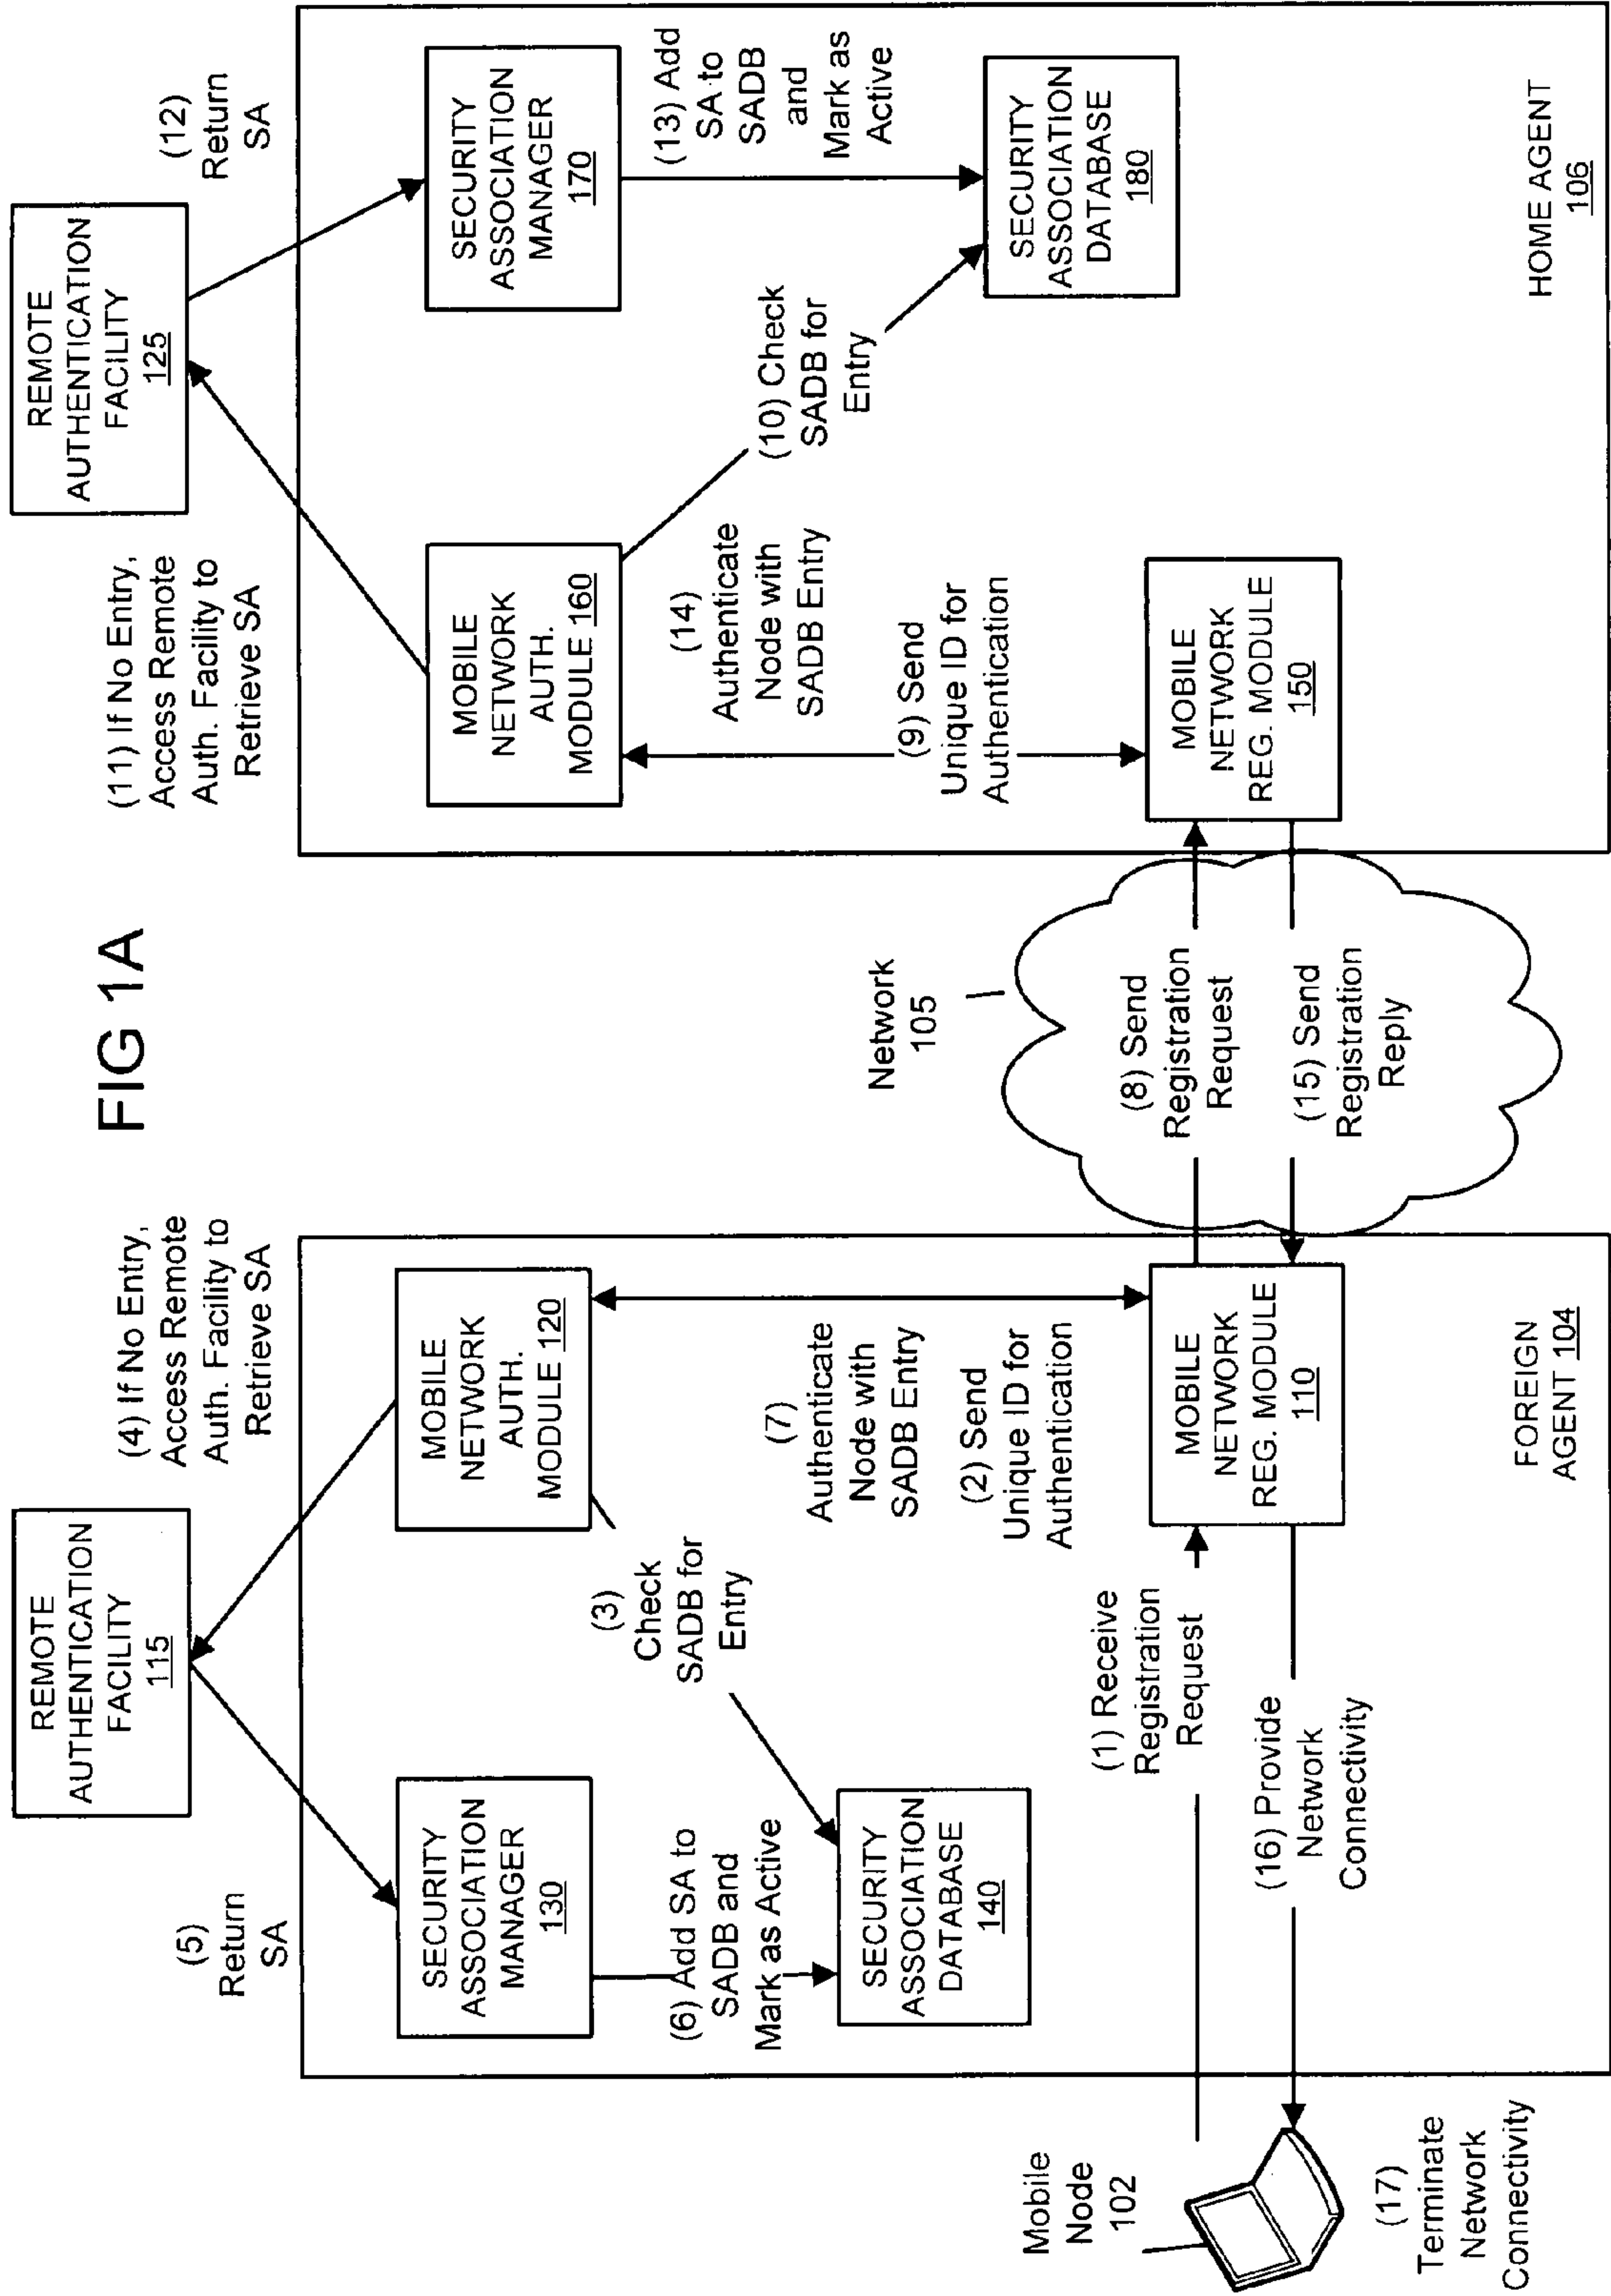 FIG 1A
REMOTE
AUTHENTICATION
FACILITY
115
(4) If No Entry,
Access Remote
Auth. Facility to
Retrieve SA
(5)
Return
SA
SECURITY
ASSOCIATION
MANAGER
130
MOBILE
NETWORK
AUTH.
MODULE 120
(3)
Check
SADB for
Entry
(6) Add SA to
SADB and
Mark as Active
(7)
Authenticate
Node with
SADB Entry
SECURITY
ASSOCIATION
DATABASE
140
(2) Send
Unique ID for
Authentication
Mobile
Node
102
(1) Receive
Registration
Request
MOBILE
NETWORK
REG. MODULE
110
(16) Provide
Network
Connectivity
(17)
Terminate
Network
Connectivity
FOREIGN
AGENT 104
Network
105
(8) Send
Registration
Request
(15) Send
Registration
Reply
(11) If No Entry,
Access Remote
Auth. Facility to
Retrieve SA
REMOTE
AUTHENTICATION
FACILITY
125
(12)
Return
SA
MOBILE
NETWORK
AUTH.
MODULE 160
SECURITY
ASSOCIATION
MANAGER
170
(14)
Authenticate
Node with
SADB Entry
(10) Check
SADB for
Entry
(13) Add
SA to
SADB
and
Mark as
Active
(9) Send
Unique ID for
Authentication
SECURITY
ASSOCIATION
DATABASE
180
MOBILE
NETWORK
REG. MODULE
150
HOME AGENT
106